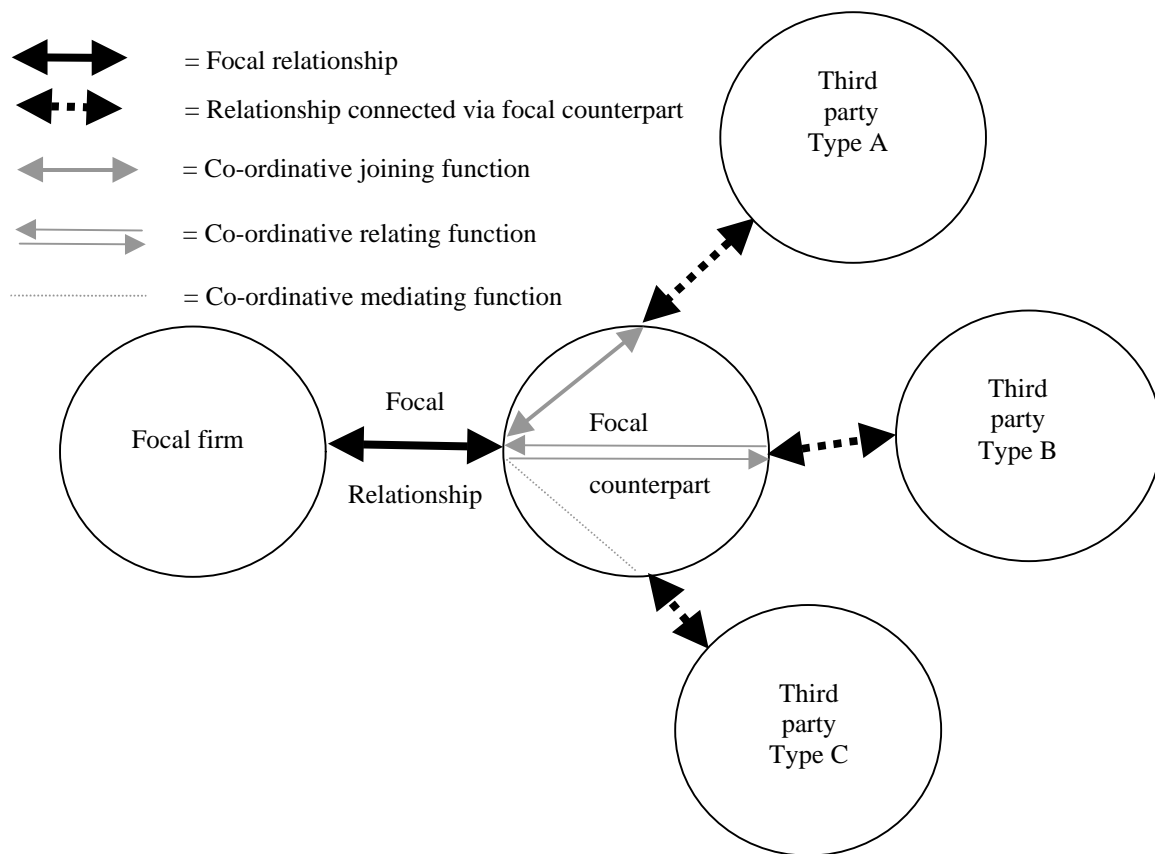 = Focal relationship
= Relationship connected via focal counterpart
= Co-ordinative joining function
= Co-ordinative relating function
= Co-ordinative mediating function
Third
party
Type A
Focal firm
Focal
Relationship
Focal
counterpart
Third
party
Type B
Third
party
Type C